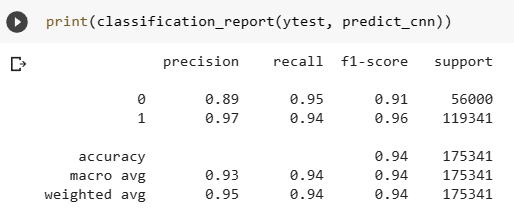 print(classification_report(ytest, predict_cnn))
precision recall f1-score support
0 0.89 0.95 0.91 56000
1 0.97 0.94 0.96 119341
accuracy 0.94 175341
macro avg 0.93 0.94 0.94 175341
weighted avg 0.95 0.94 0.94 175341